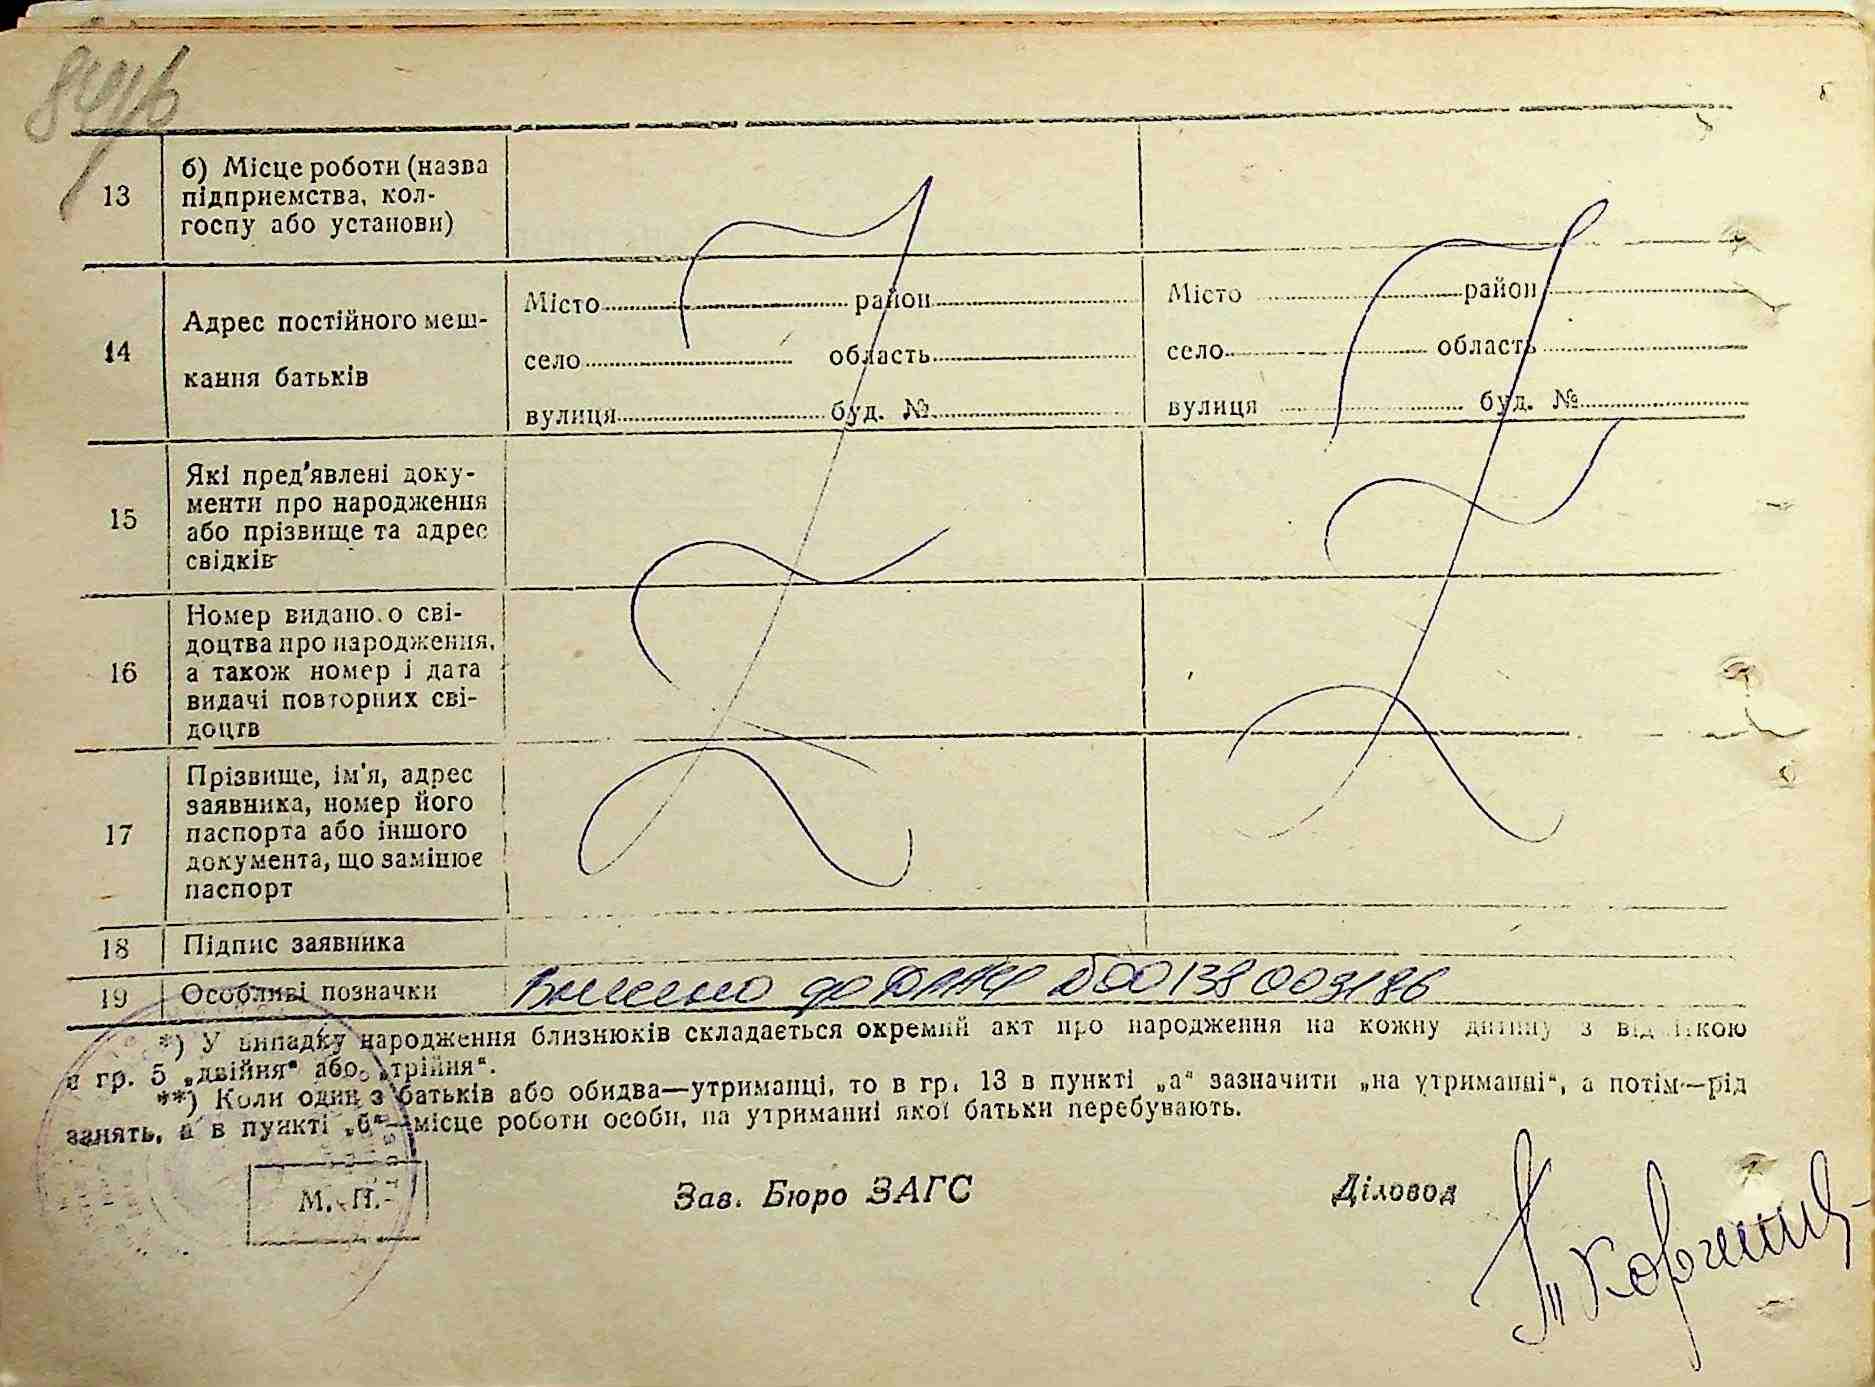 13
б) Місце роботи (назва
підприємства, кол-
госпу або установи)
14
Адрес постійного меш-
кання батьків
Місто район
село область
вулиця буд. №
Місто район
село область
вулиця буд. №
15
Які пред'явлені доку-
менти про народження
або прізвище та адрес
свідків
16
Номер видано.о сві-
доцтва про народження,
а також номер і дата
видачі повторних сві-
доцтв
17
Прізвище, ім'я, адрес
заявника, номер його
паспорта або іншого
документа, що замінює
паспорт
18
Підпис заявника
19
Особливі позначки
Внесено до 00138003186
*) У випадку народження близнюків складається окремий акт про народження на кожну дитину з відміткою
в гр. 5 „двійня“ або „трійня“.
**) Коли один з батьків або обидва—утриманці, то в гр. 13 в пункті „а“ зазначити „на утриманні“, а потім—рід
занять, а в пункті „б“—місце роботи особи, на утриманні якої батьки перебувають.
М. П.
Зав. Бюро ЗАГС
Діловод